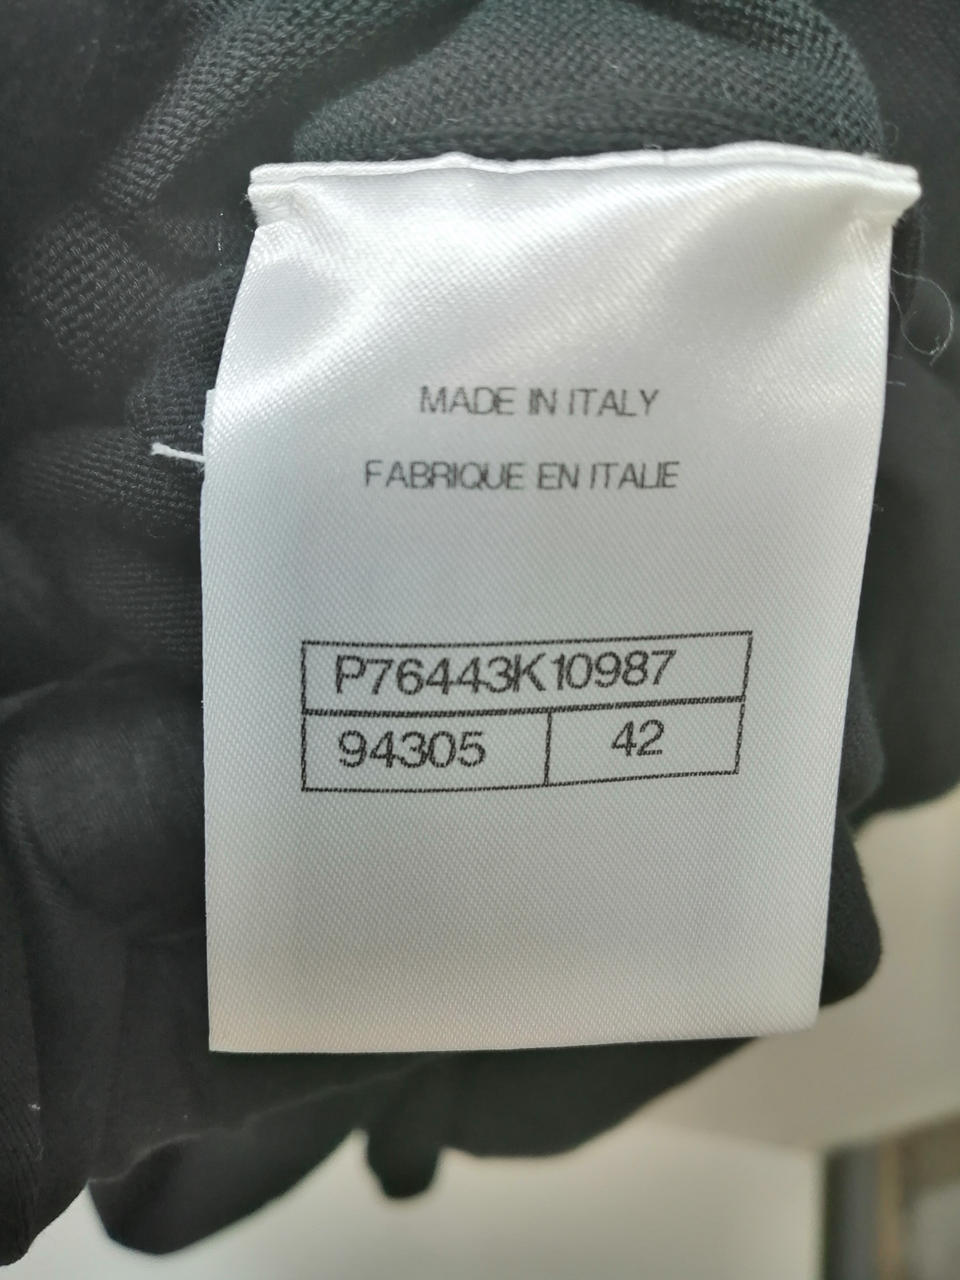 MADE IN ITALY
FABRIQUE EN ITALIE
P76443K10987
94305 42